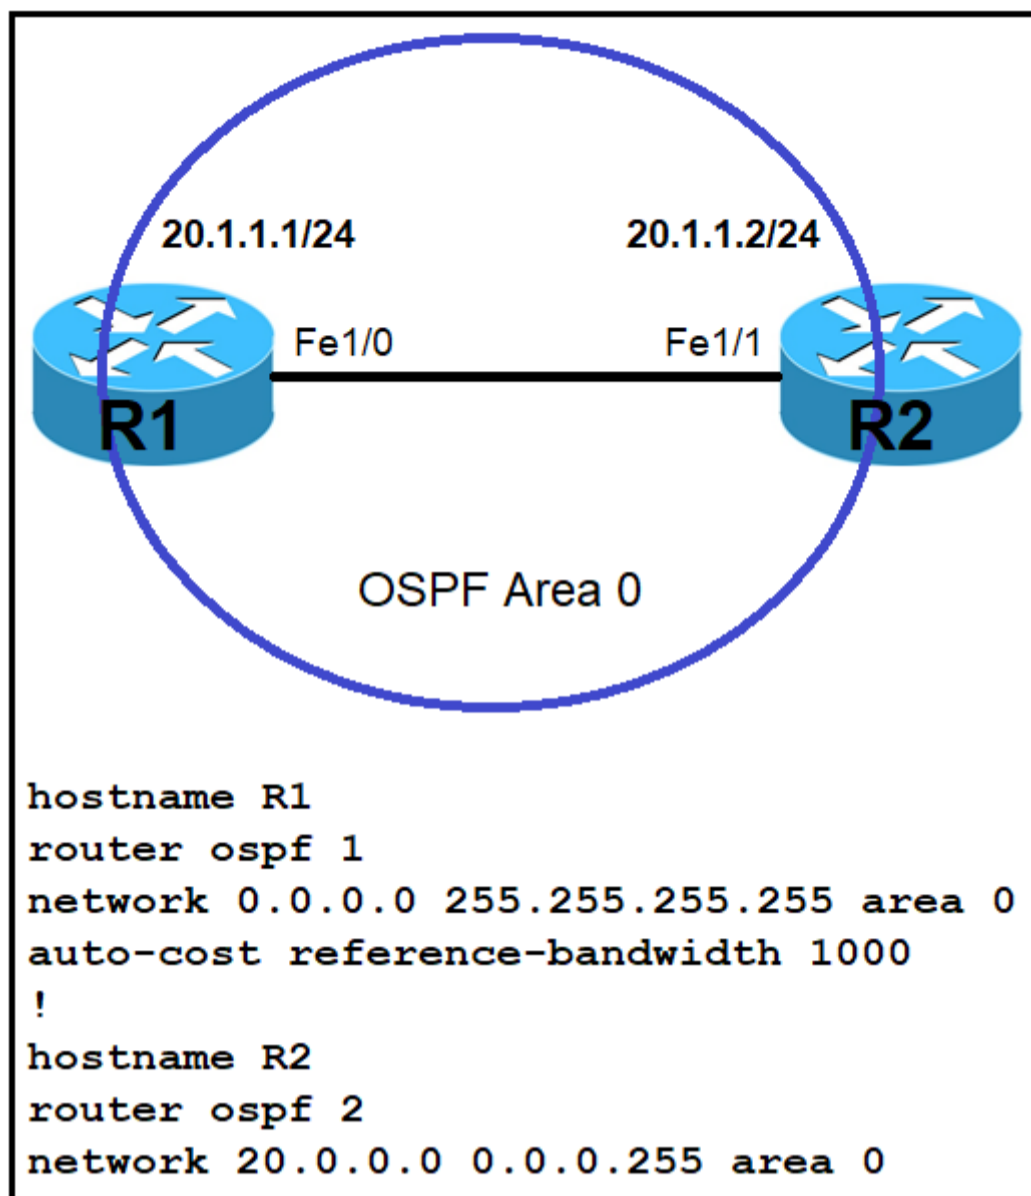 20.1.1.1/24 20.1.1.2/24
Fe1/0 Fe1/1
R1 R2
OSPF Area 0
hostname R1
router ospf 1
network 0.0.0.0 255.255.255.255 area 0
auto-cost reference-bandwidth 1000
!
hostname R2
router ospf 2
network 20.0.0.0 0.0.0.255 area 0